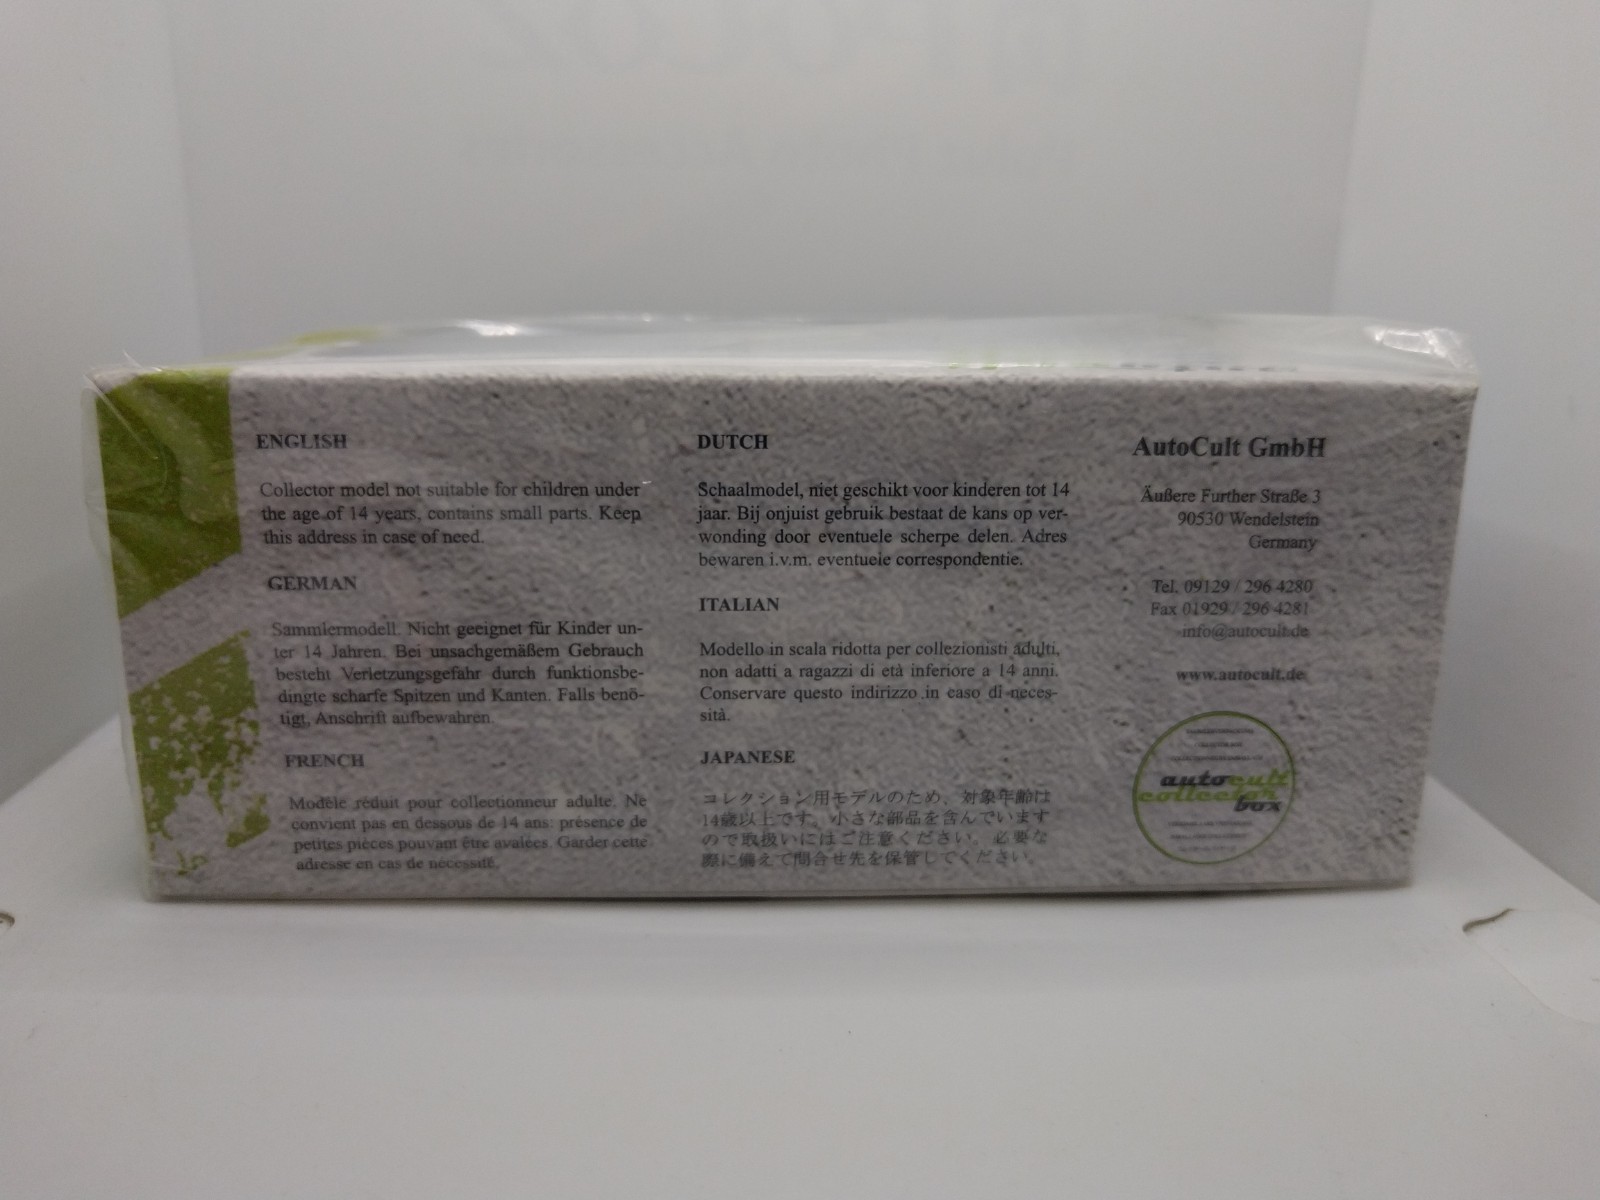 ENGLISH
Collector model not suitable for children under
the age of 14 years, contains small parts. Keep
this address in case of need.
GERMAN
Sammlermodell. Nicht geeignet für Kinder un-
ter 14 Jahren. Bei unsachgemäßem Gebrauch
besteht Verletzungsgefahr durch funktionsbe-
dingte scharfe Spitzen und Kanten. Falls benö-
tigt, Anschrift aufbewahren.
FRENCH
Modèle réduit pour collectionneur adulte. Ne
convient pas en dessous de 14 ans: présence de
petites pièces pouvant être avalées. Garder cette
adresse en cas de nécessité.
DUTCH
Schaalmodel, niet geschikt voor kinderen tot 14
jaar. Bij onjuist gebruik bestaat de kans op ver-
wonding door eventuele scherpe delen. Adres
bewaren i.v.m. eventuele correspondentie.
ITALIAN
Modello in scala ridotta per collezionisti adulti,
non adatti a ragazzi di età inferiore a 14 anni.
Conservare questo indirizzo in caso di neces-
sità.
JAPANESE
コレクション用モデルのため、対象年齢は
14歳以上です。小さな部品を含んでいます
ので取扱いにはご注意ください。必要な
際に備えて問合せ先を保管してください。
AutoCult GmbH
Äußere Further Straße 3
90530 Wendelstein
Germany
Tel. 09129 / 296 4280
Fax 01929 / 296 4281
info@autocult.de
www.autocult.de
autocult
collector
box